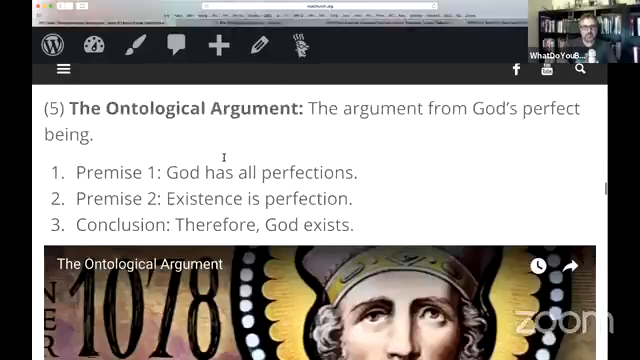 WhatDoYouB...
(5) The Ontological Argument: The argument from God's perfect
being.
1. Premise 1: God has all perfections.
2. Premise 2: Existence is perfection.
3. Conclusion: Therefore, God exists.
The Ontological Argument
1078
zoom